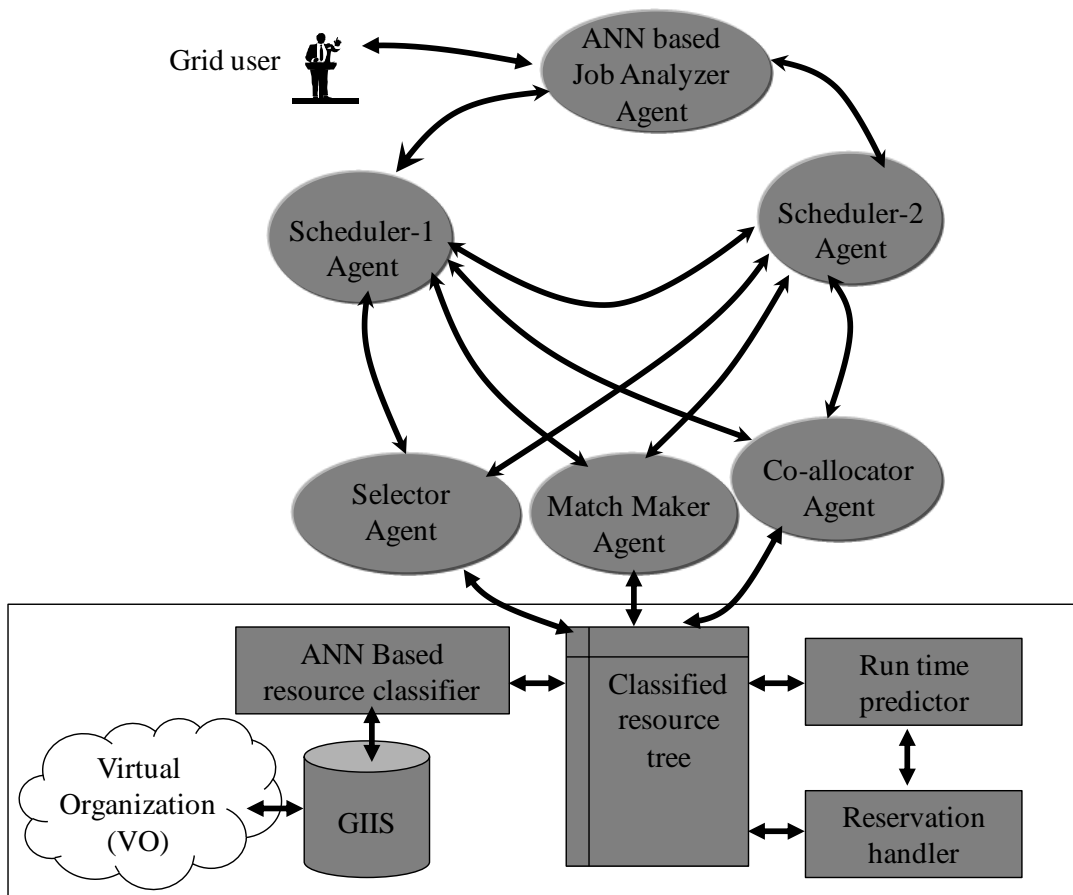 Grid user
ANN based
Job Analyzer
Agent
Scheduler-1
Agent
Scheduler-2
Agent
Selector
Agent
Match Maker
Agent
Co-allocator
Agent
ANN Based
resource classifier
Classified
resource
tree
Run time
predictor
Virtual
Organization
(VO)
GIIS
Reservation
handler